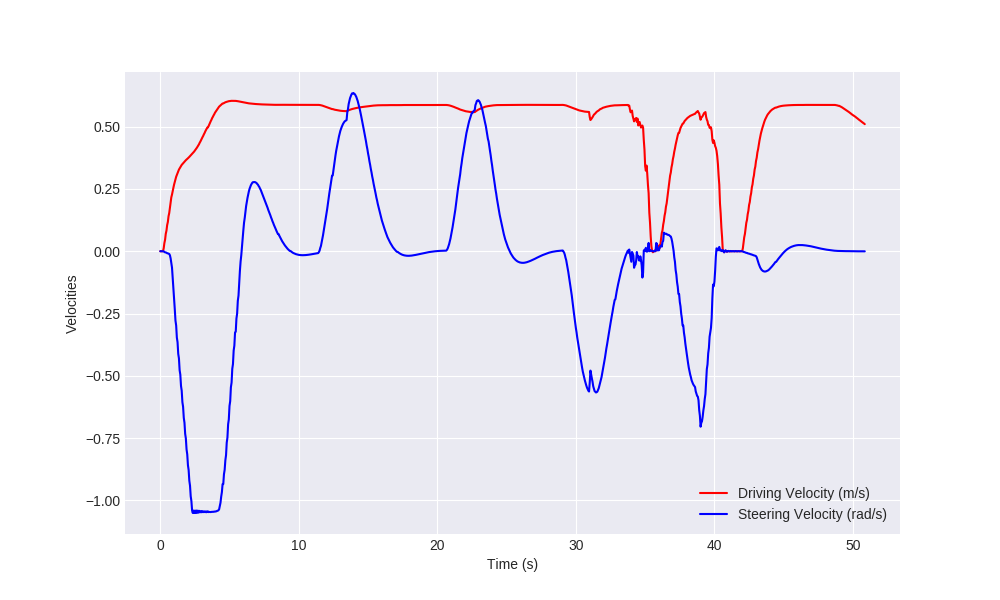 0.50
0.25
0.00
−0.25
−0.50
−0.75
−1.00
Velocities
Driving Velocity (m/s)
Steering Velocity (rad/s)
0 10 20 30 40 50
Time (s)